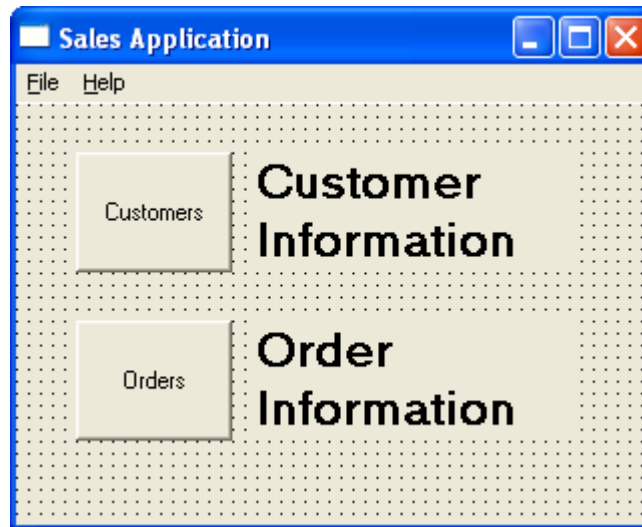 Sales Application
File Help
Customers
Customer
Information
Orders
Order
Information